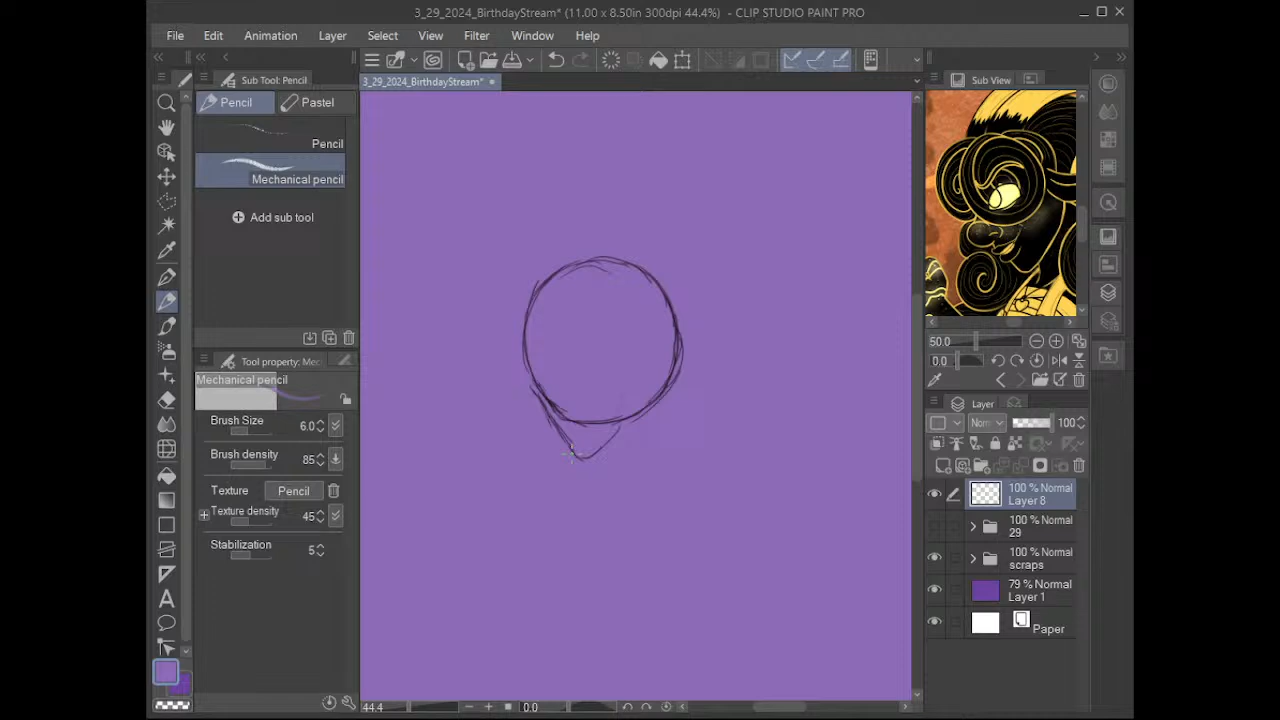 3_29_2024_BirthdayStream* (11.00 x 8.50in 300dpi 44.4%) - CLIP STUDIO PAINT PRO
File Edit Animation Layer Select View Filter Window Help
Sub Tool: Pencil
3_29_2024_BirthdayStream*
Sub View
Pencil Pastel
Pencil
Mechanical pencil
Add sub tool
Tool property: Mec
Mechanical pencil
Brush Size 6.0
Brush density 85
Texture Pencil
Texture density 45
Stabilization 5
50.0
0.0
Layer
Norm 100
100 % Normal
Layer 8
100 % Normal
29
100 % Normal
scraps
79 % Normal
Layer 1
Paper
44.4 0.0